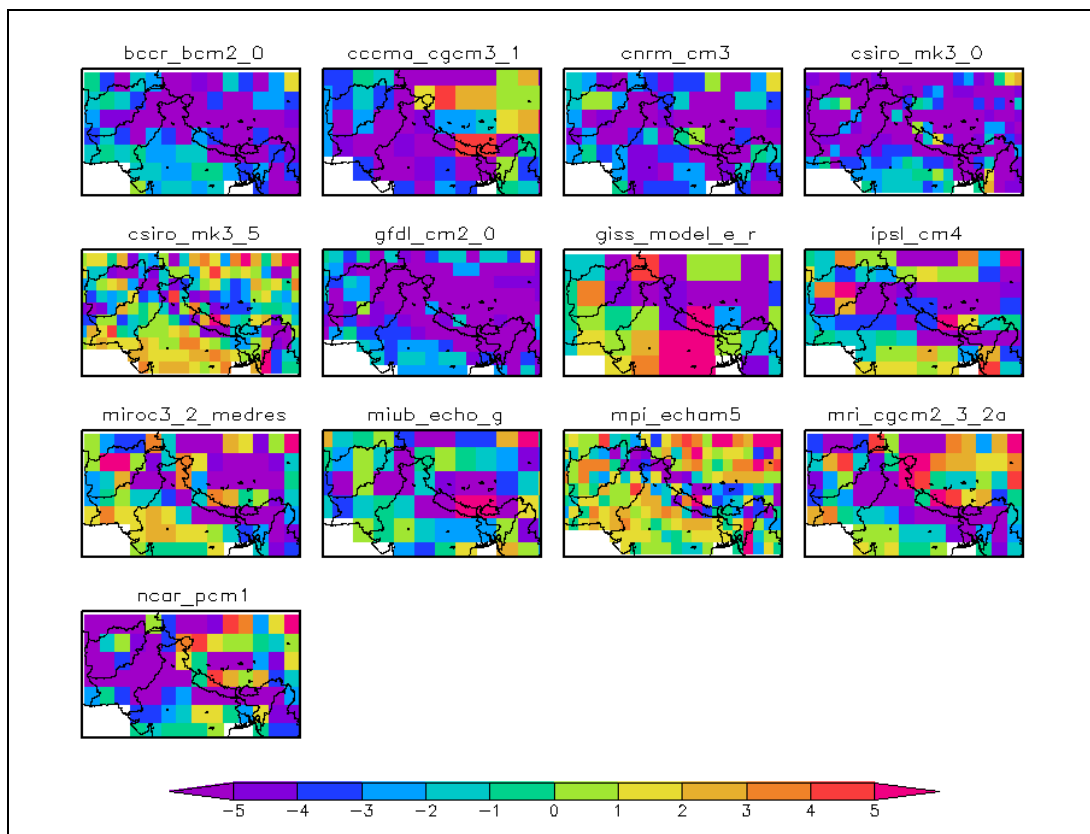 bccr_bcm2_0 cccma_cgcm3_1 cnrm_cm3 csiro_mk3_0
csiro_mk3_5 gfdl_cm2_0 giss_model_e_r ipsl_cm4
miroc3_2_medres miub_echo_g mpi_echam5 mri_cgcm2_3_2a
ncar_pcm1
-5 -4 -3 -2 -1 0 1 2 3 4 5